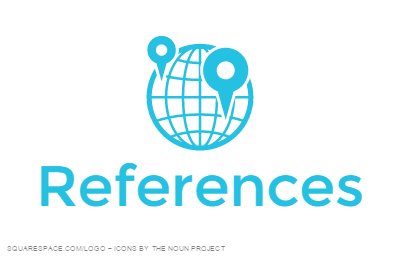 References
SQUARESPACE.COM/LOGO – ICONS BY THE NOUN PROJECT